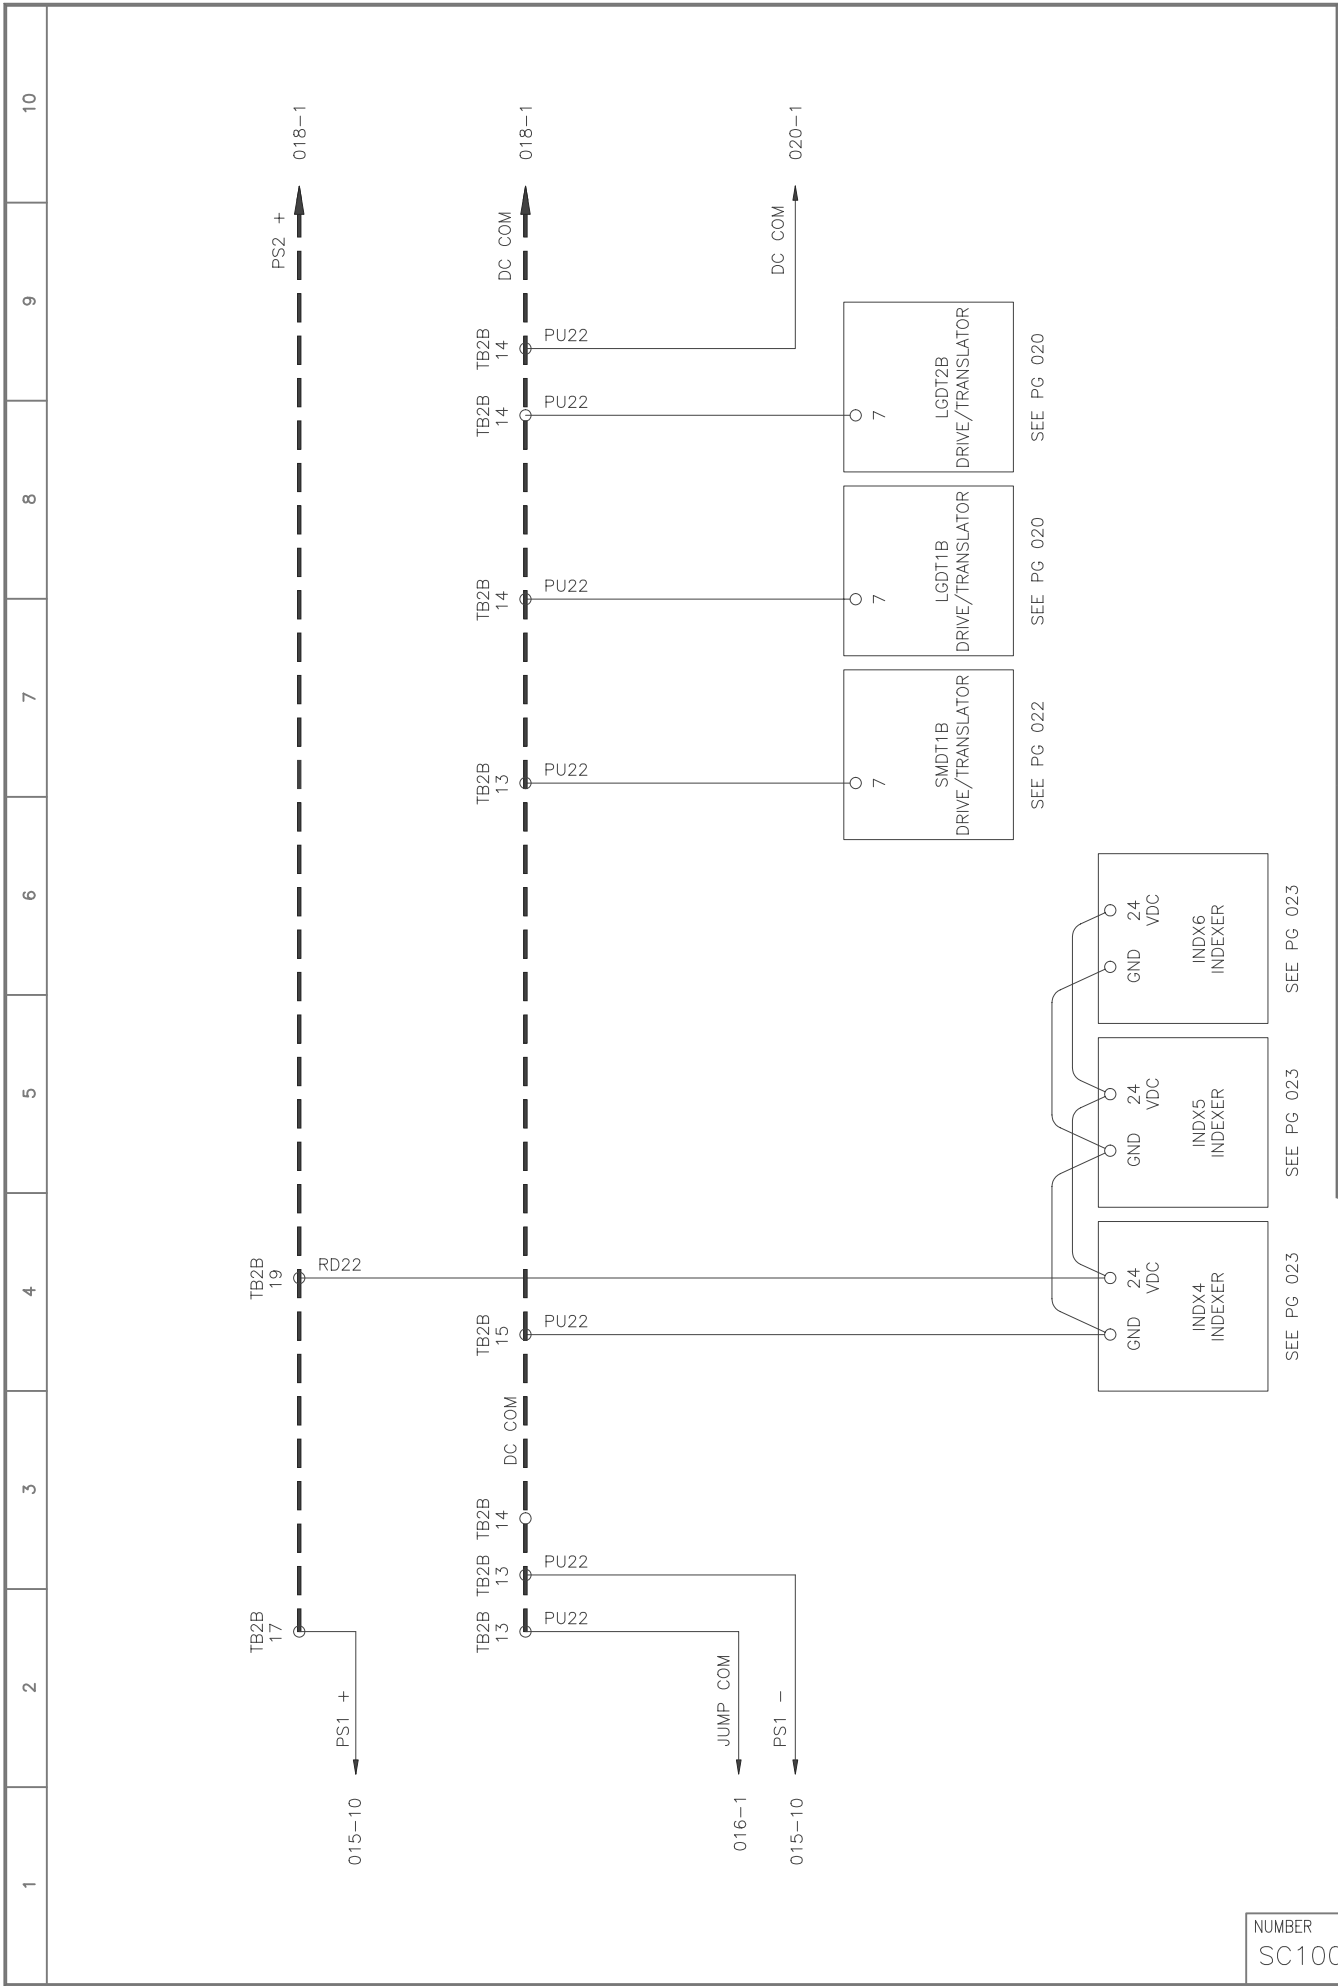 1
2
3
4
5
6
7
8
9
10
015-10
PS1 +
TB2B
17
TB2B
19
RD22
PS2 +
018-1
016-1
JUMP COM
TB2B
13
PU22
015-10
PS1 -
TB2B
13
PU22
TB2B
14
DC COM
TB2B
15
PU22
TB2B
13
PU22
TB2B
14
PU22
TB2B
14
PU22
TB2B
14
PU22
DC COM
018-1
DC COM
020-1
7
SMDT1B
DRIVE/TRANSLATOR
SEE PG 022
7
LGDT1B
DRIVE/TRANSLATOR
SEE PG 020
7
LGDT2B
DRIVE/TRANSLATOR
SEE PG 020
GND
24
VDC
INDX4
INDEXER
SEE PG 023
GND
24
VDC
INDX5
INDEXER
SEE PG 023
GND
24
VDC
INDX6
INDEXER
SEE PG 023
NUMBER